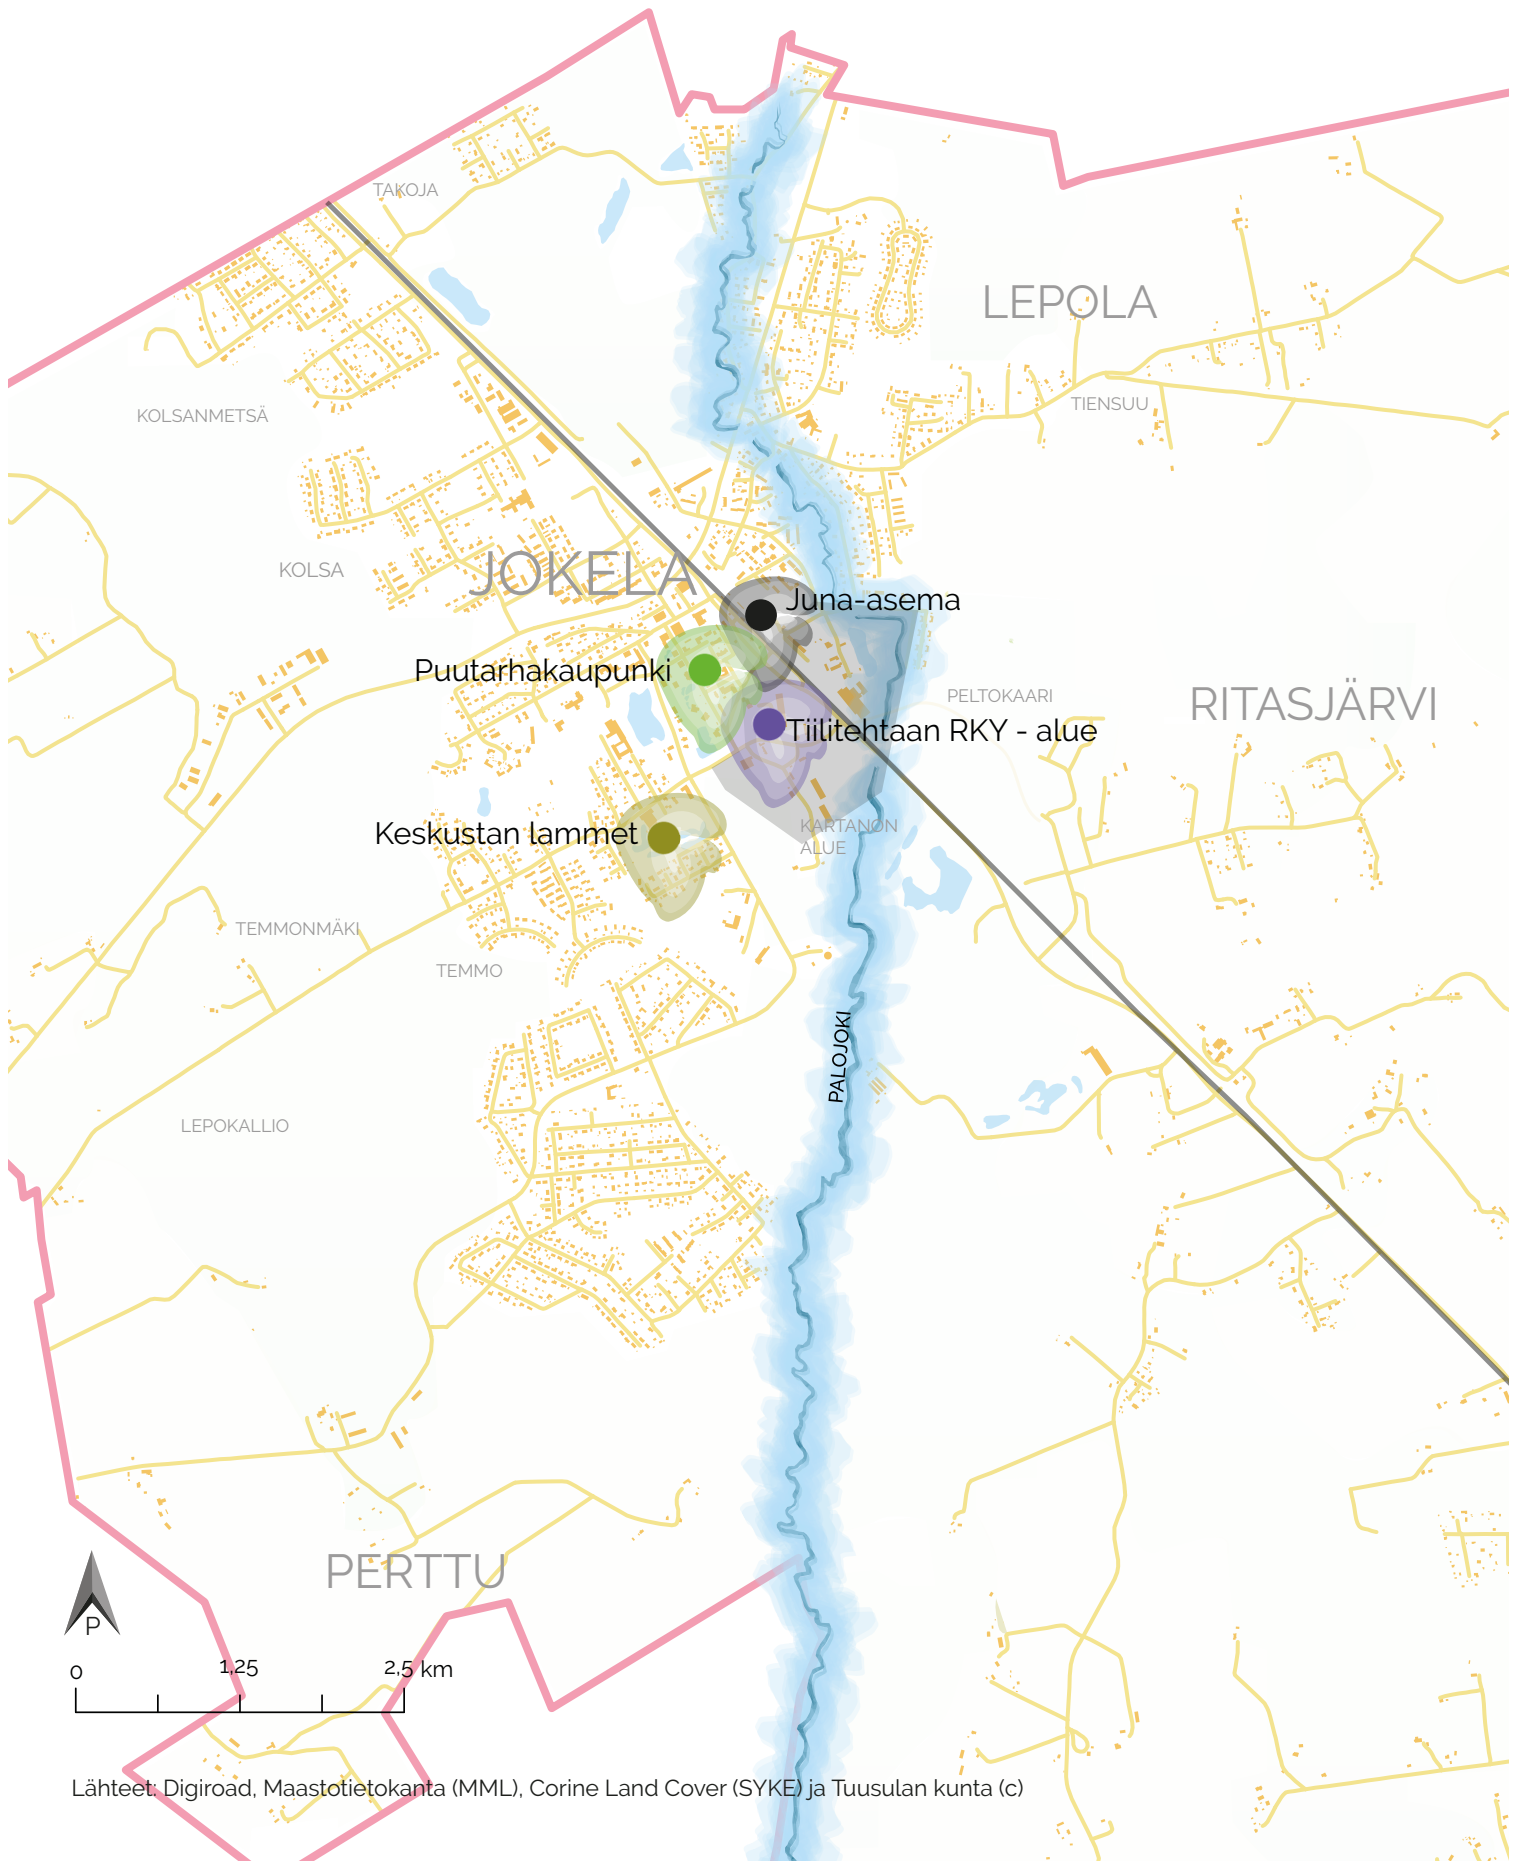 TAKOJA
LEPOLA
KOLSANMETSÄ
TIENSUU
KOLSA
JOKELA
Juna-asema
Puutarhakaupunki
PELTOKAARI
RITASJÄRVI
Tiilitehtaan RKY - alue
Keskustan lammet
KARTANON
ALUE
TEMMONMÄKI
TEMMO
PALOJOKI
LEPOKALLIO
PERTTU
P
0 1,25 2,5 km
Lähteet: Digiroad, Maastotietokanta (MML), Corine Land Cover (SYKE) ja Tuusulan kunta (c)